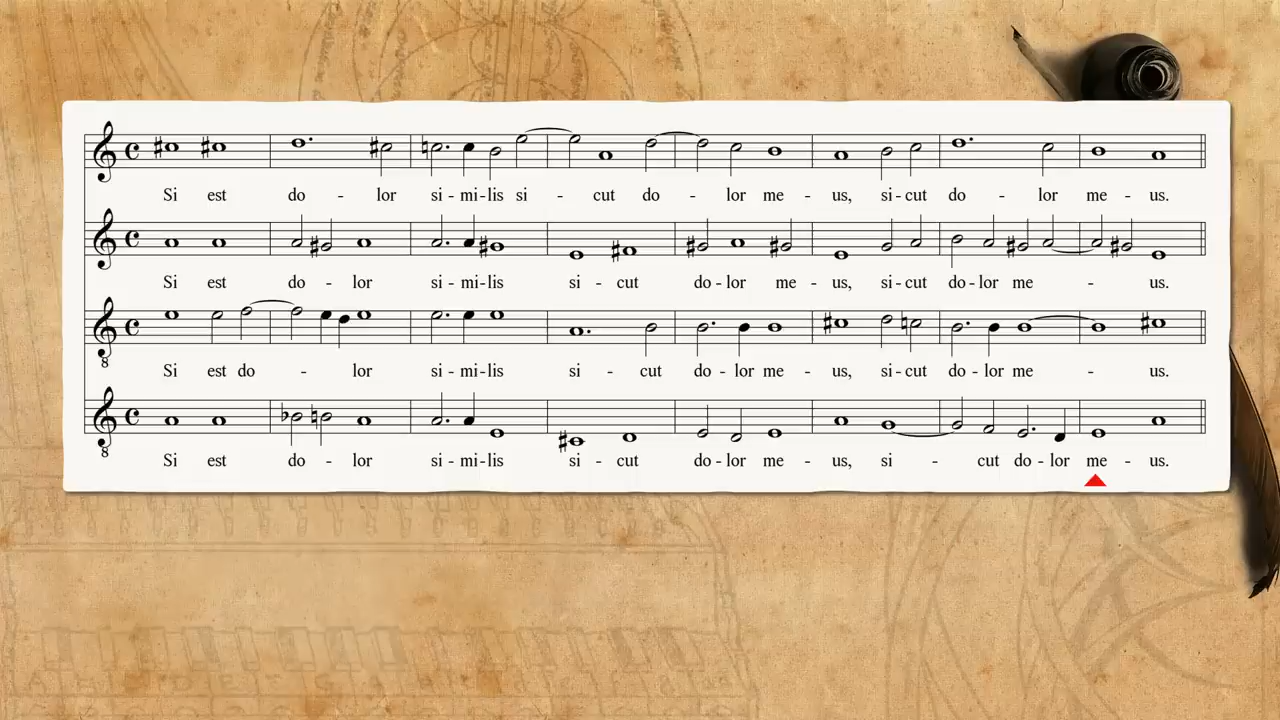 Si est do - lor si - mi - lis si - cut do - lor me - us, si - cut do - lor me - us.
Si est do - lor si - mi - lis si - cut do - lor me - us, si - cut do - lor me - us.
8
Si est do - lor si - mi - lis si - cut do - lor me - us, si - cut do - lor me - us.
8
Si est do - lor si - mi - lis si - cut do - lor me - us, si - cut do - lor me - us.